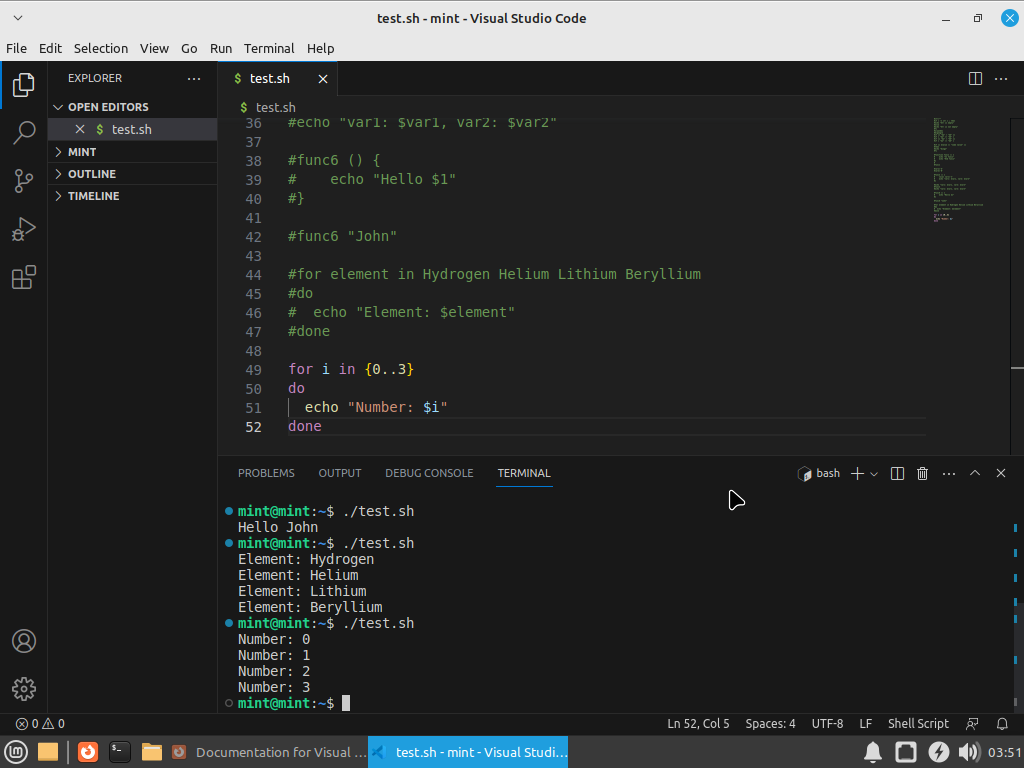 test.sh - mint - Visual Studio Code
File Edit Selection View Go Run Terminal Help
EXPLORER
OPEN EDITORS
$ test.sh
MINT
OUTLINE
TIMELINE
$ test.sh
$ test.sh
36 #echo "var1: $var1, var2: $var2"
37
38 #func6 () {
39 #    echo "Hello $1"
40 #}
41
42 #func6 "John"
43
44 #for element in Hydrogen Helium Lithium Beryllium
45 #do
46 #  echo "Element: $element"
47 #done
48
49 for i in {0..3}
50 do
51   echo "Number: $i"
52 done
PROBLEMS OUTPUT DEBUG CONSOLE TERMINAL
bash
mint@mint:~$ ./test.sh
Hello John
mint@mint:~$ ./test.sh
Element: Hydrogen
Element: Helium
Element: Lithium
Element: Beryllium
mint@mint:~$ ./test.sh
Number: 0
Number: 1
Number: 2
Number: 3
mint@mint:~$
0 0 Ln 52, Col 5 Spaces: 4 UTF-8 LF Shell Script
Documentation for Visual ... test.sh - mint - Visual Studi... 03:51